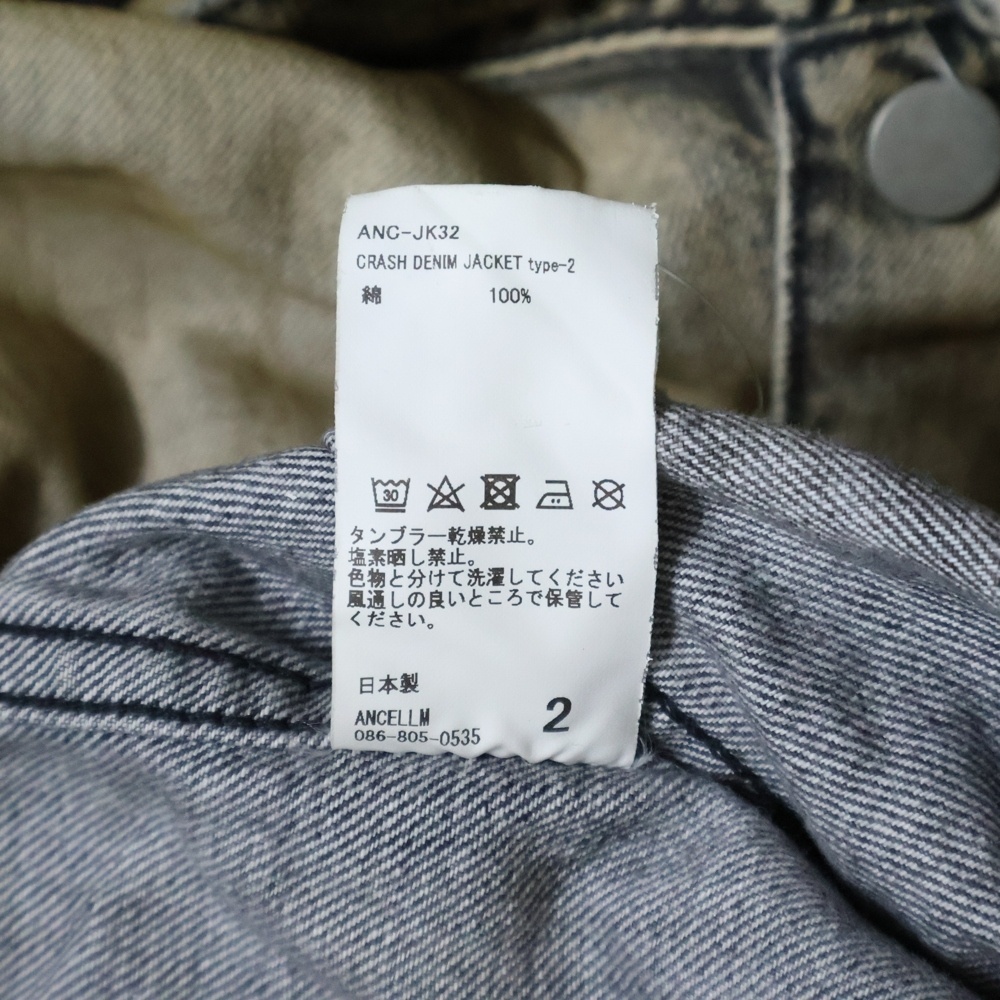 ANC-JK32
CRASH DENIM JACKET type-2
綿 100%
30
タンブラー乾燥禁止。
塩素晒し禁止。
色物と分けて洗濯してください
風通しの良いところで保管して
ください。
日本製
ANCELLM 2
086-805-0535